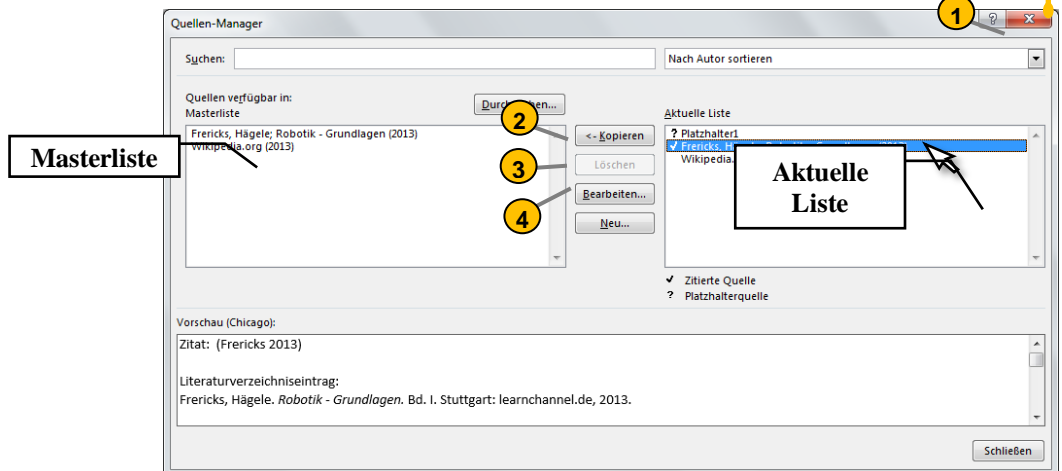 Quellen-Manager
1
?
Suchen:
Nach Autor sortieren
Quellen verfügbar in:
Masterliste
Durchsuchen...
Aktuelle Liste
Frericks, Hägele; Robotik - Grundlagen (2013)
Wikipedia.org (2013)
2
<- Kopieren
? Platzhalter1
✓ Frericks, H
Wikipedia.
Masterliste
3
Löschen
Aktuelle
Liste
4
Bearbeiten...
Neu...
✓ Zitierte Quelle
? Platzhalterquelle
Vorschau (Chicago):
Zitat: (Frericks 2013)
Literaturverzeichniseintrag:
Frericks, Hägele. Robotik - Grundlagen. Bd. I. Stuttgart: learnchannel.de, 2013.
Schließen